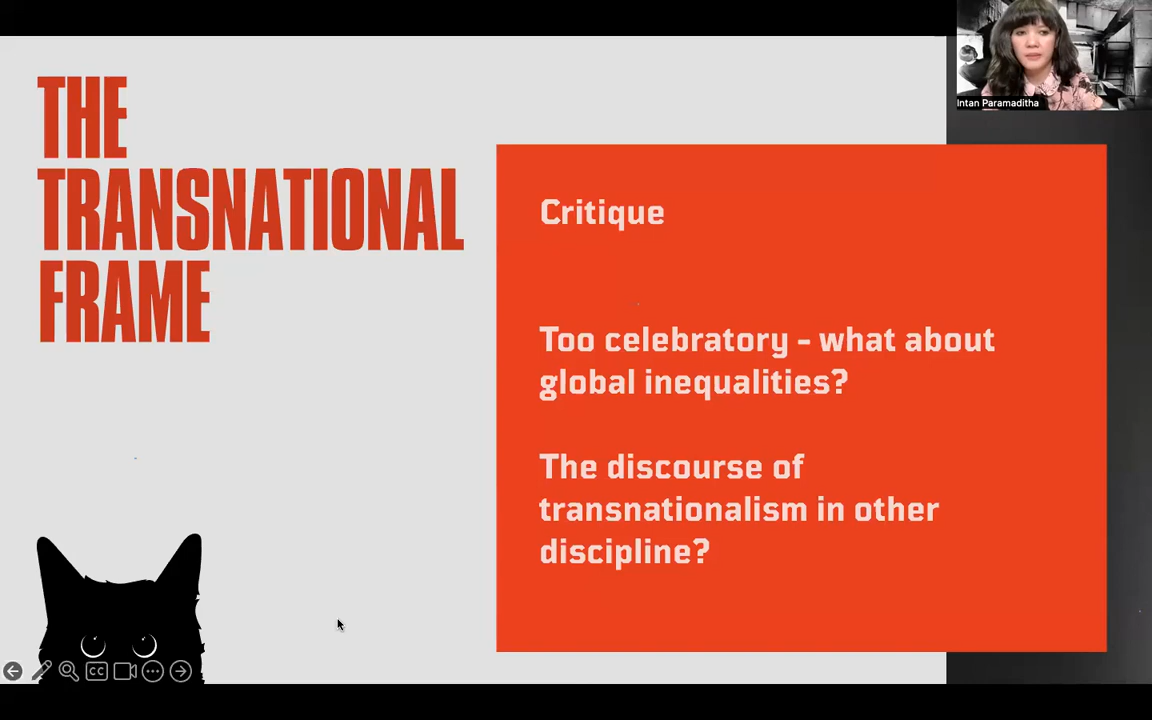 THE
TRANSNATIONAL
FRAME
Intan Paramaditha
Critique
Too celebratory - what about
global inequalities?
The discourse of
transnationalism in other
discipline?
CC